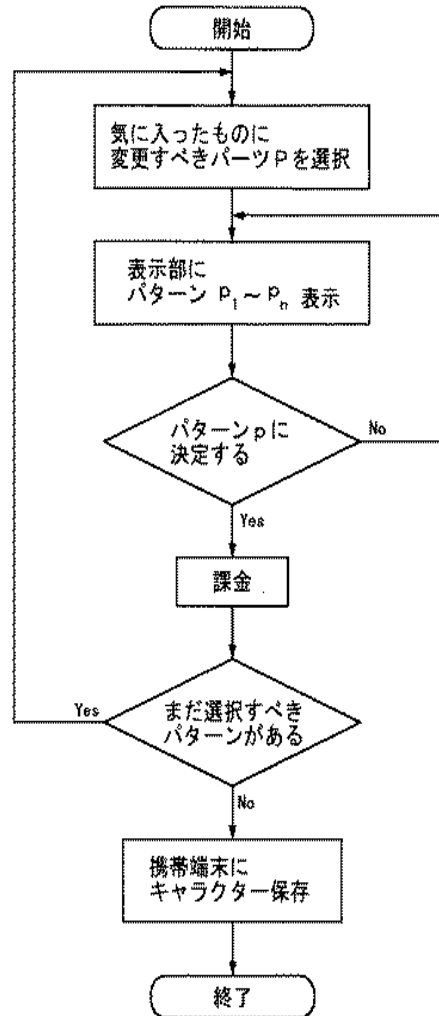 開始
気に入ったものに
変更すべきパーツPを選択
表示部に
パターン p₁～pₙ 表示
パターンpに
決定する
No
Yes
課金
まだ選択すべき
パターンがある
Yes
No
携帯端末に
キャラクター保存
終了